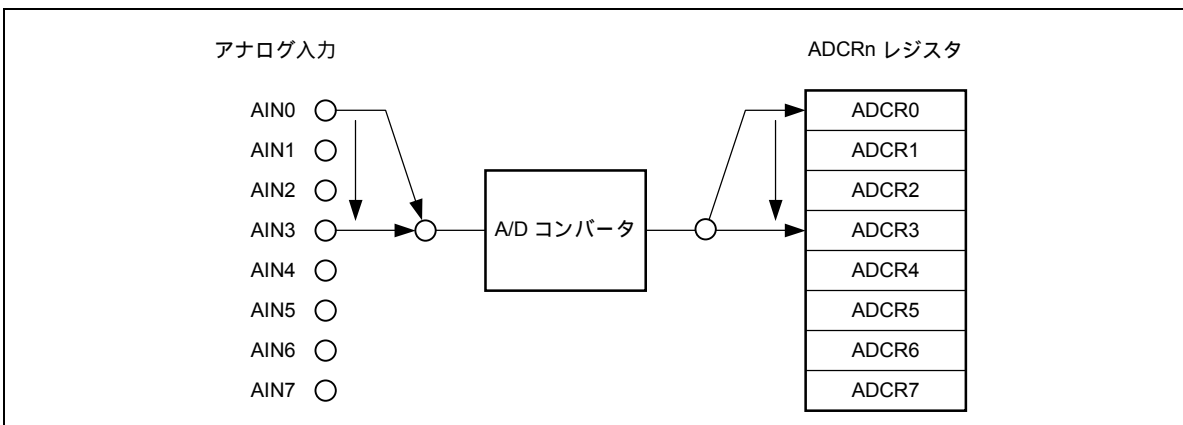 アナログ入力
ADCRn レジスタ
AIN0
ADCR0
AIN1
ADCR1
AIN2
ADCR2
AIN3
A/D コンバータ
ADCR3
AIN4
ADCR4
AIN5
ADCR5
AIN6
ADCR6
AIN7
ADCR7